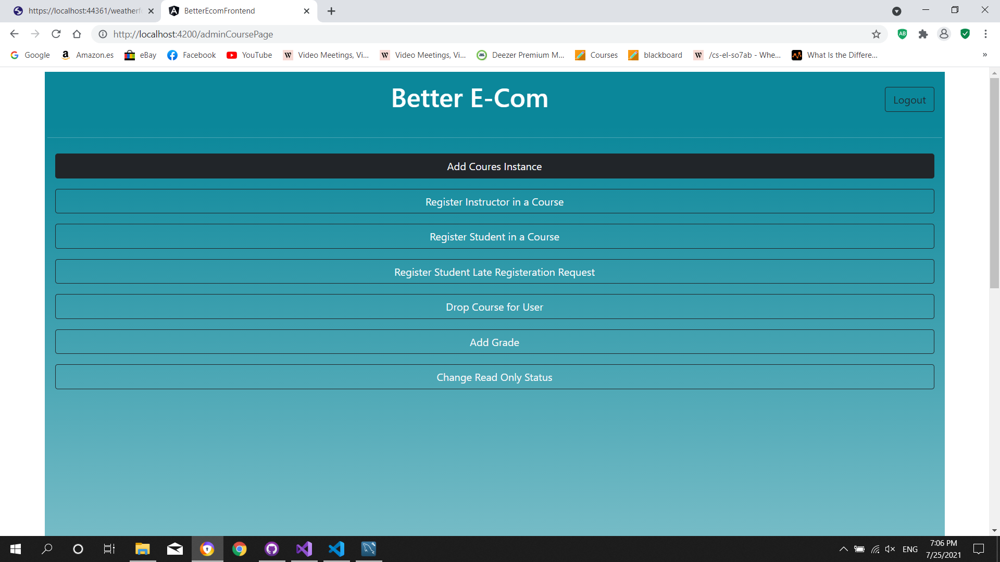 https://localhost:44361/weatherfo
BetterEcomFrontend
http://localhost:4200/adminCoursePage
AB
Google
Amazon.es
eBay
Facebook
YouTube
Video Meetings, Vi...
Video Meetings, Vi...
Deezer Premium M...
Courses
blackboard
/cs-el-so7ab - Whe...
What Is the Differe...
»
Better E-Com
Logout
Add Coures Instance
Register Instructor in a Course
Register Student in a Course
Register Student Late Registeration Request
Drop Course for User
Add Grade
Change Read Only Status
ENG
7:06 PM
7/25/2021